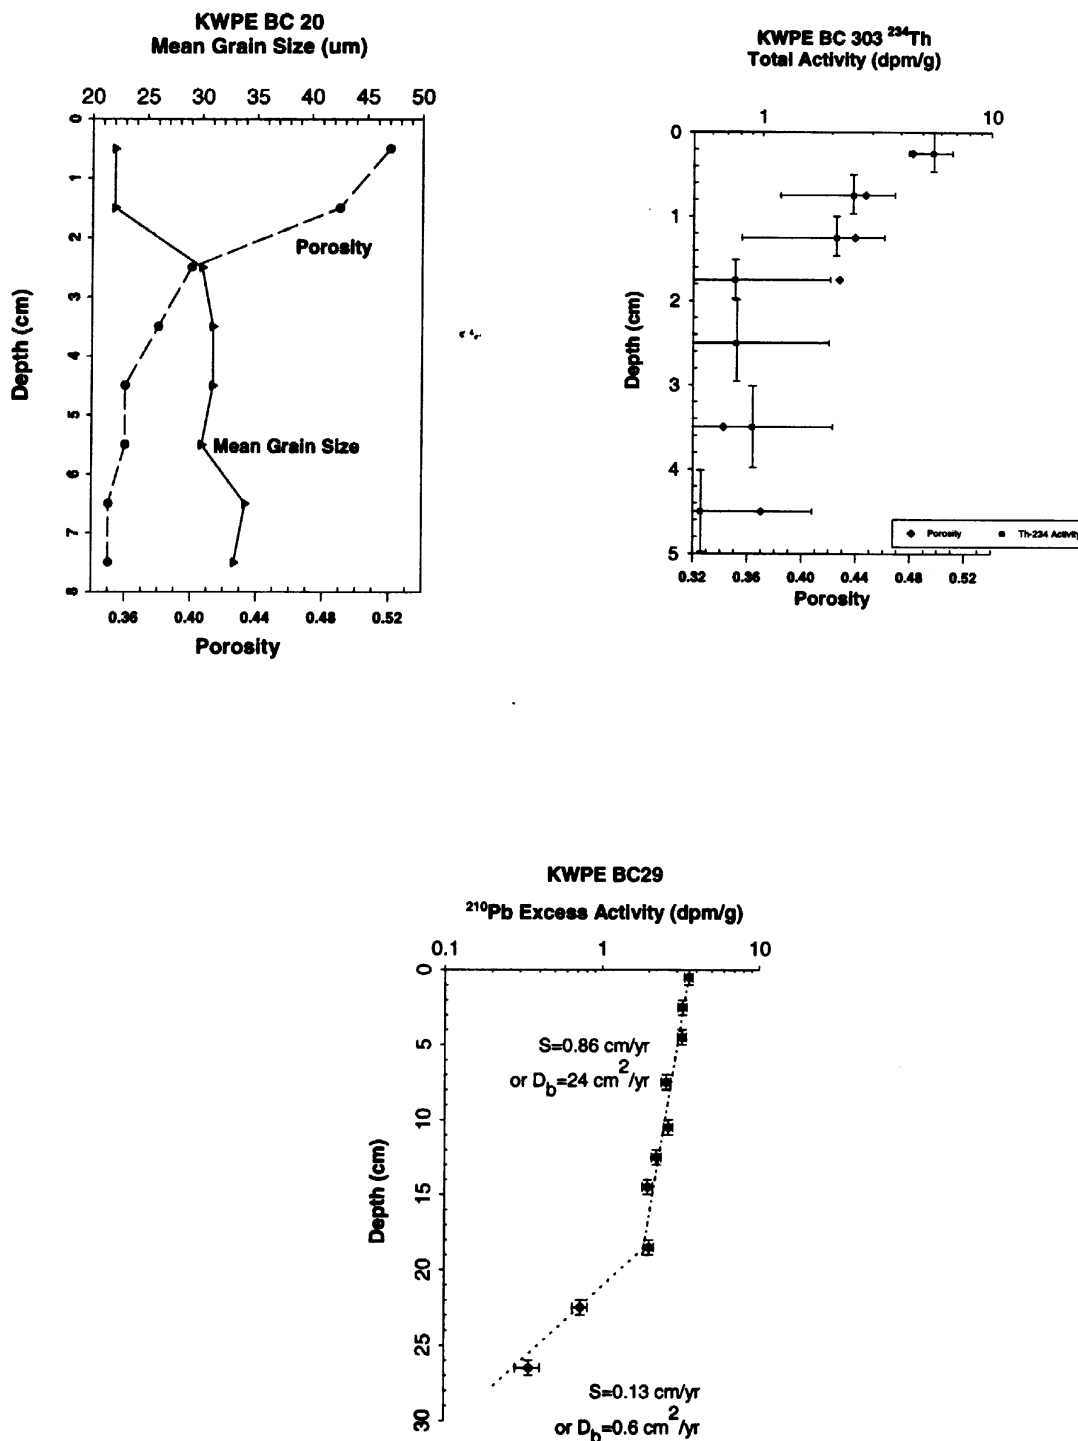 KWPE BC 20
Mean Grain Size (um)
21 25 30 35 40 45 50
0
1
2
3
4
5
6
7
8
Depth (cm)
Porosity
Mean Grain Size
0.36 0.40 0.44 0.48 0.52
Porosity
KWPE BC 303 ²³⁴Th
Total Activity (dpm/g)
1 10
0
1
2
3
4
5
Depth (cm)
Porosity Th-234 Activity
0.32 0.36 0.40 0.44 0.48 0.52
Porosity
KWPE BC29
²¹⁰Pb Excess Activity (dpm/g)
0.1 1 10
0
5
10
15
20
25
30
Depth (cm)
S=0.86 cm/yr
or D_b=24 cm²/yr
S=0.13 cm/yr
or D_b=0.6 cm²/yr